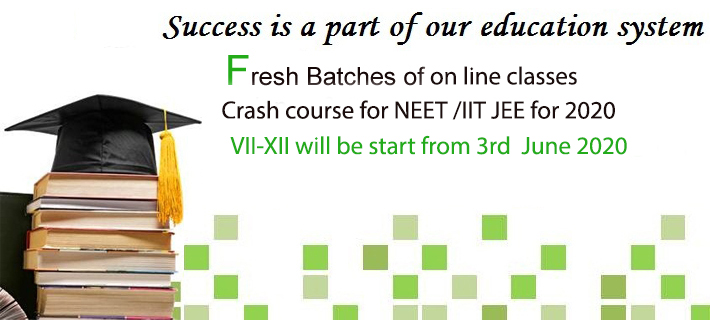 Success is a part of our education system
Fresh Batches of on line classes
Crash course for NEET /IIT JEE for 2020
VII-XII will be start from 3rd June 2020